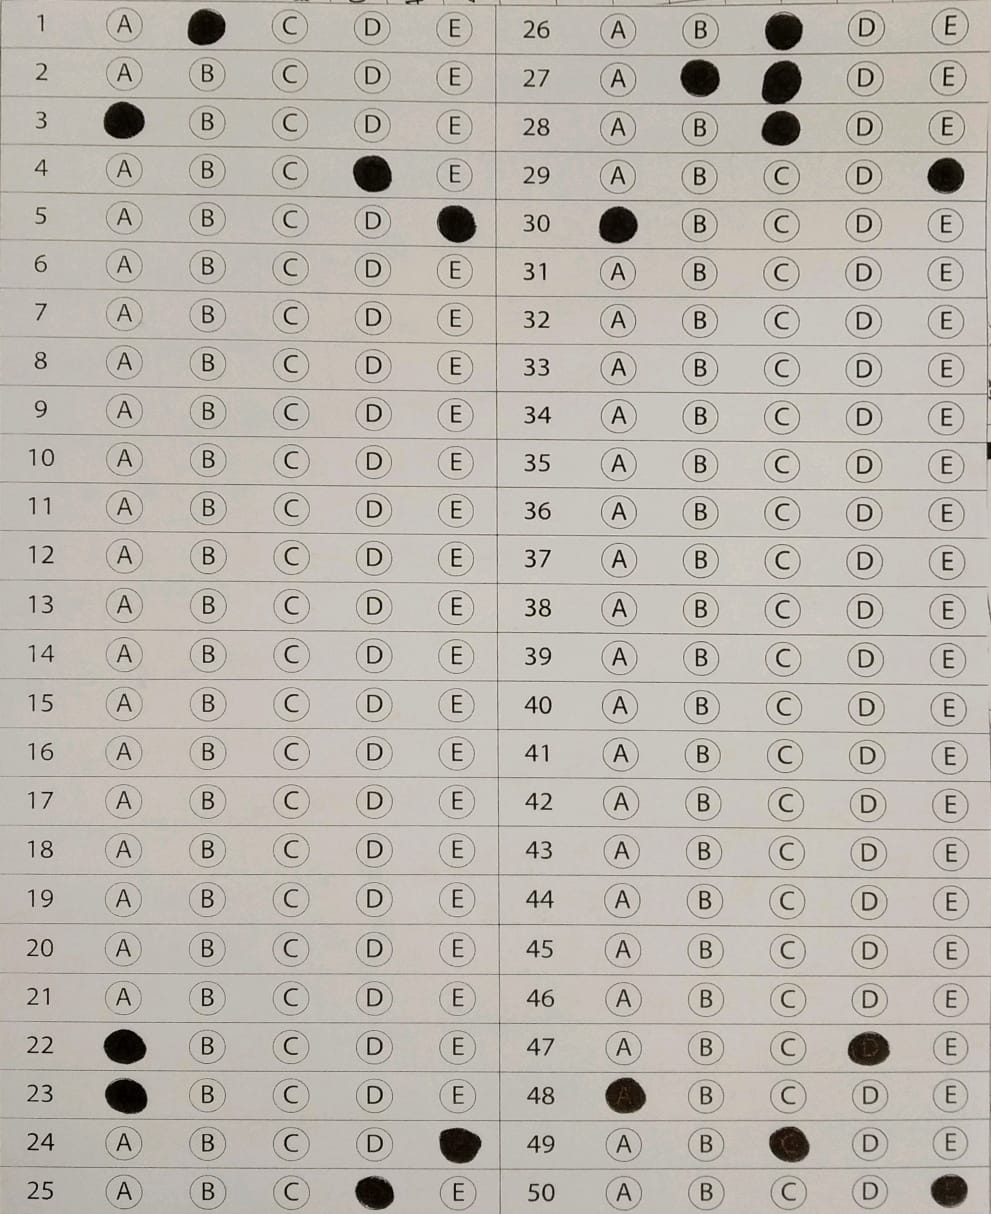 1 A C D E 26 A B D E
2 A B C D E 27 A D E
3 B C D E 28 A B D E
4 A B C E 29 A B C D
5 A B C D 30 B C D E
6 A B C D E 31 A B C D E
7 A B C D E 32 A B C D E
8 A B C D E 33 A B C D E
9 A B C D E 34 A B C D E
10 A B C D E 35 A B C D E
11 A B C D E 36 A B C D E
12 A B C D E 37 A B C D E
13 A B C D E 38 A B C D E
14 A B C D E 39 A B C D E
15 A B C D E 40 A B C D E
16 A B C D E 41 A B C D E
17 A B C D E 42 A B C D E
18 A B C D E 43 A B C D E
19 A B C D E 44 A B C D E
20 A B C D E 45 A B C D E
21 A B C D E 46 A B C D E
22 B C D E 47 A B C D E
23 B C D E 48 A B C D E
24 A B C D 49 A B C D E
25 A B C E 50 A B C D